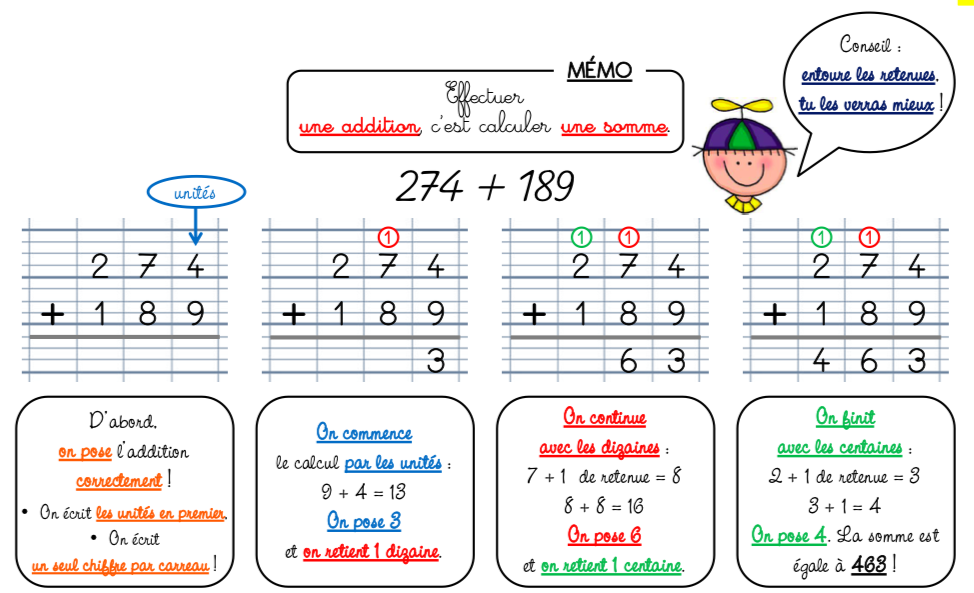 Conseil :
entoure les retenues,
tu les verras mieux !
MÉMO
Effectuer
une addition, c'est calculer une somme.
274 + 189
unités
2 7 4
+ 1 8 9
1
2 7 4
+ 1 8 9
3
1 1
2 7 4
+ 1 8 9
6 3
1 1
2 7 4
+ 1 8 9
4 6 3
D'abord,
on pose l'addition
correctement !
• On écrit les unités en premier.
• On écrit
un seul chiffre par carreau !
On commence
le calcul par les unités :
9 + 4 = 13
On pose 3
et on retient 1 dizaine.
On continue
avec les dizaines :
7 + 1 de retenue = 8
8 + 8 = 16
On pose 6
et on retient 1 centaine.
On finit
avec les centaines :
2 + 1 de retenue = 3
3 + 1 = 4
On pose 4. La somme est
égale à 463 !